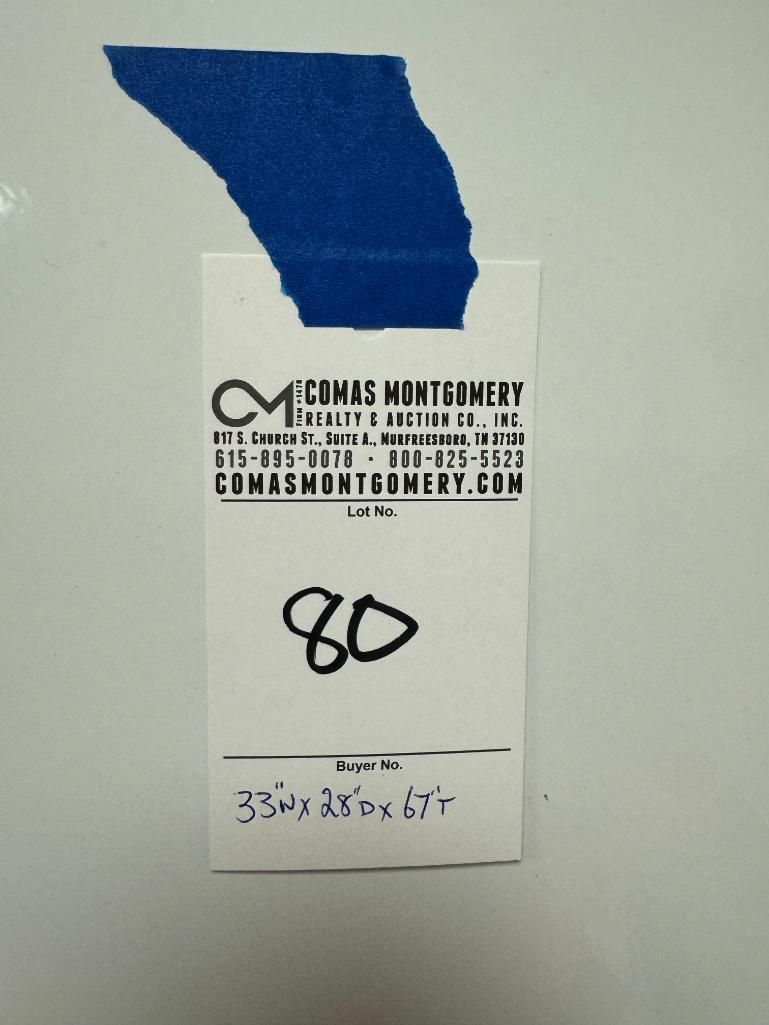 CM FIRM #1478 COMAS MONTGOMERY
REALTY & AUCTION CO., INC.
817 S. CHURCH ST., SUITE A., MURFREESBORO, TN 37130
615-895-0078 · 800-825-5523
COMASMONTGOMERY.COM
Lot No.
80
Buyer No.
33"W x 28"D x 67"T